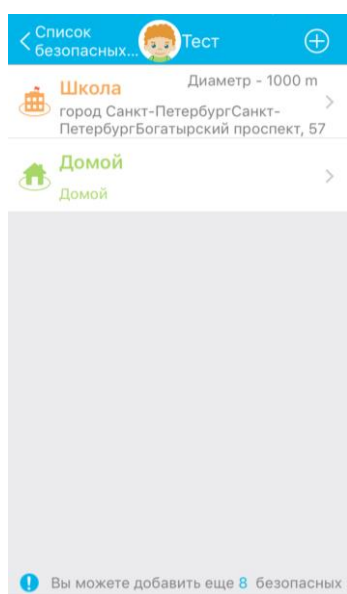 Список
безопасных...
Тест
Школа
Диаметр - 1000 m
город Санкт-ПетербургСанкт-
ПетербургБогатырский проспект, 57
Домой
Домой
Вы можете добавить еще 8 безопасных